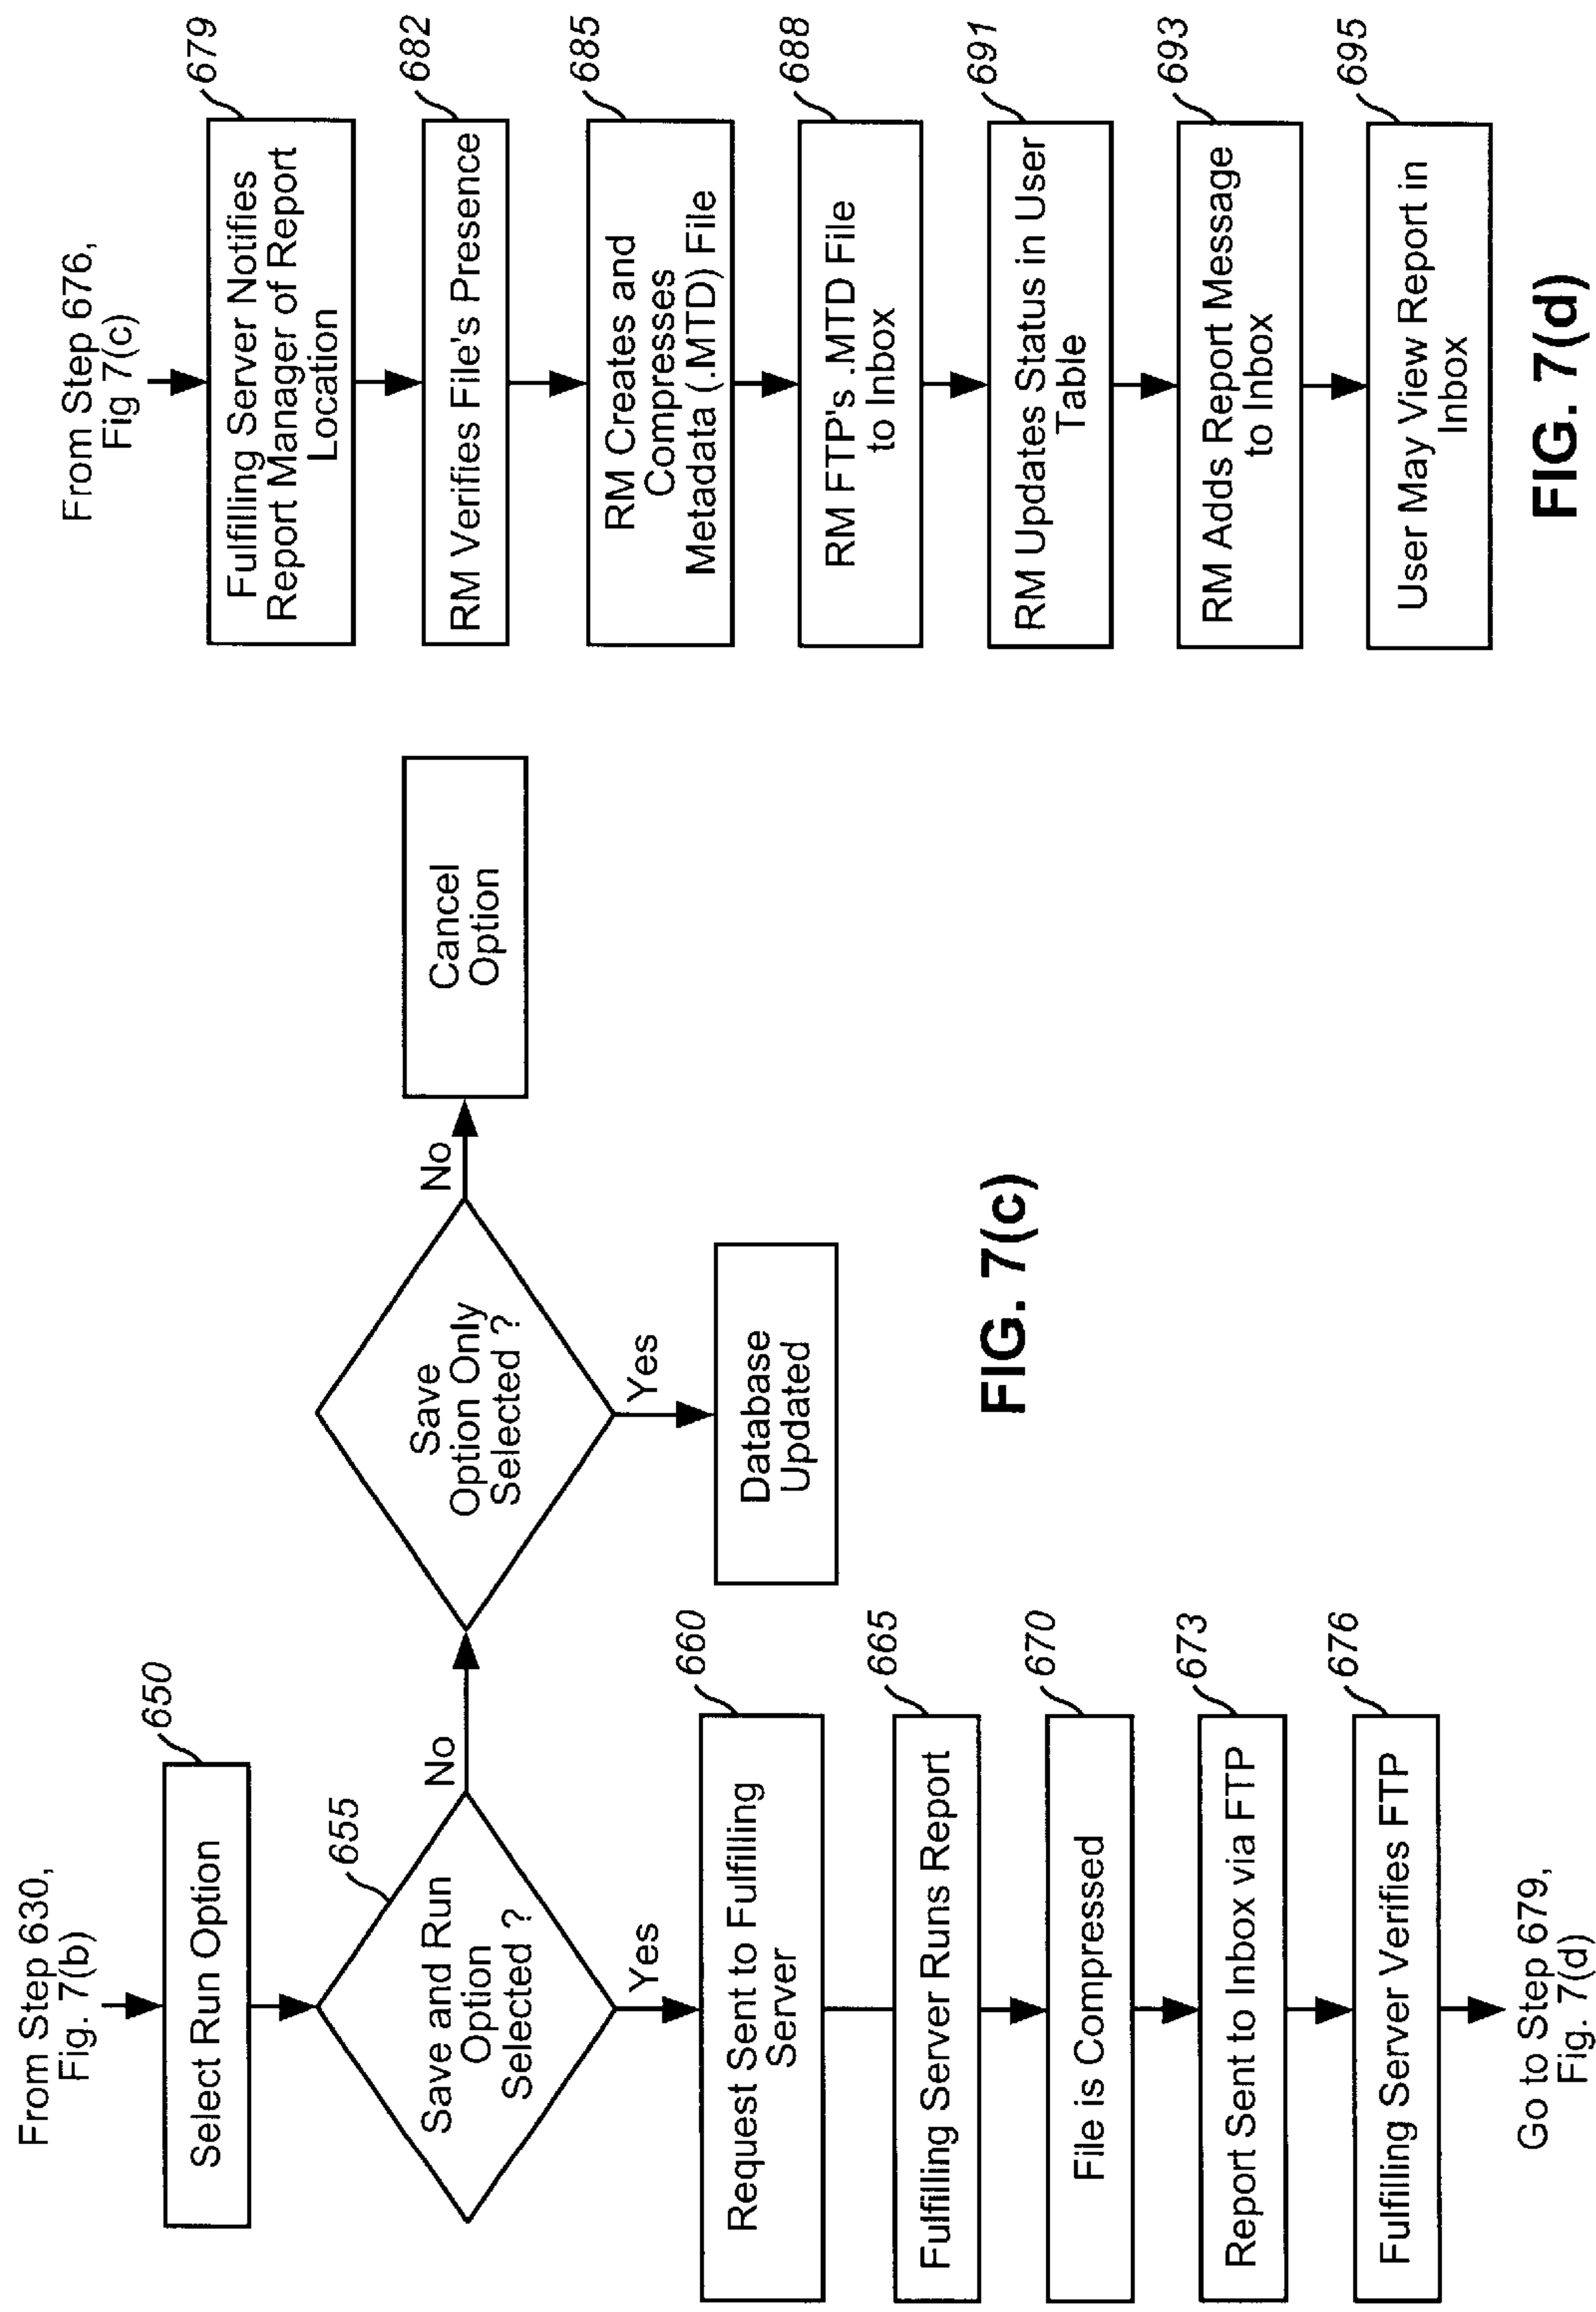 From Step 630,
Fig. 7(b)
650
Select Run Option
655
Save and Run
Option
Selected ?
No
Yes
Save
Option Only
Selected ?
No
Cancel
Option
Yes
Database
Updated
660
Request Sent to Fulfilling
Server
665
Fulfilling Server Runs Report
670
File is Compressed
673
Report Sent to Inbox via FTP
676
Fulfilling Server Verifies FTP
Go to Step 679,
Fig. 7(d)
FIG. 7(c)
From Step 676,
Fig 7(c)
679
Fulfilling Server Notifies
Report Manager of Report
Location
682
RM Verifies File's Presence
685
RM Creates and
Compresses
Metadata (.MTD) File
688
RM FTP's .MTD File
to Inbox
691
RM Updates Status in User
Table
693
RM Adds Report Message
to Inbox
695
User May View Report in
Inbox
FIG. 7(d)